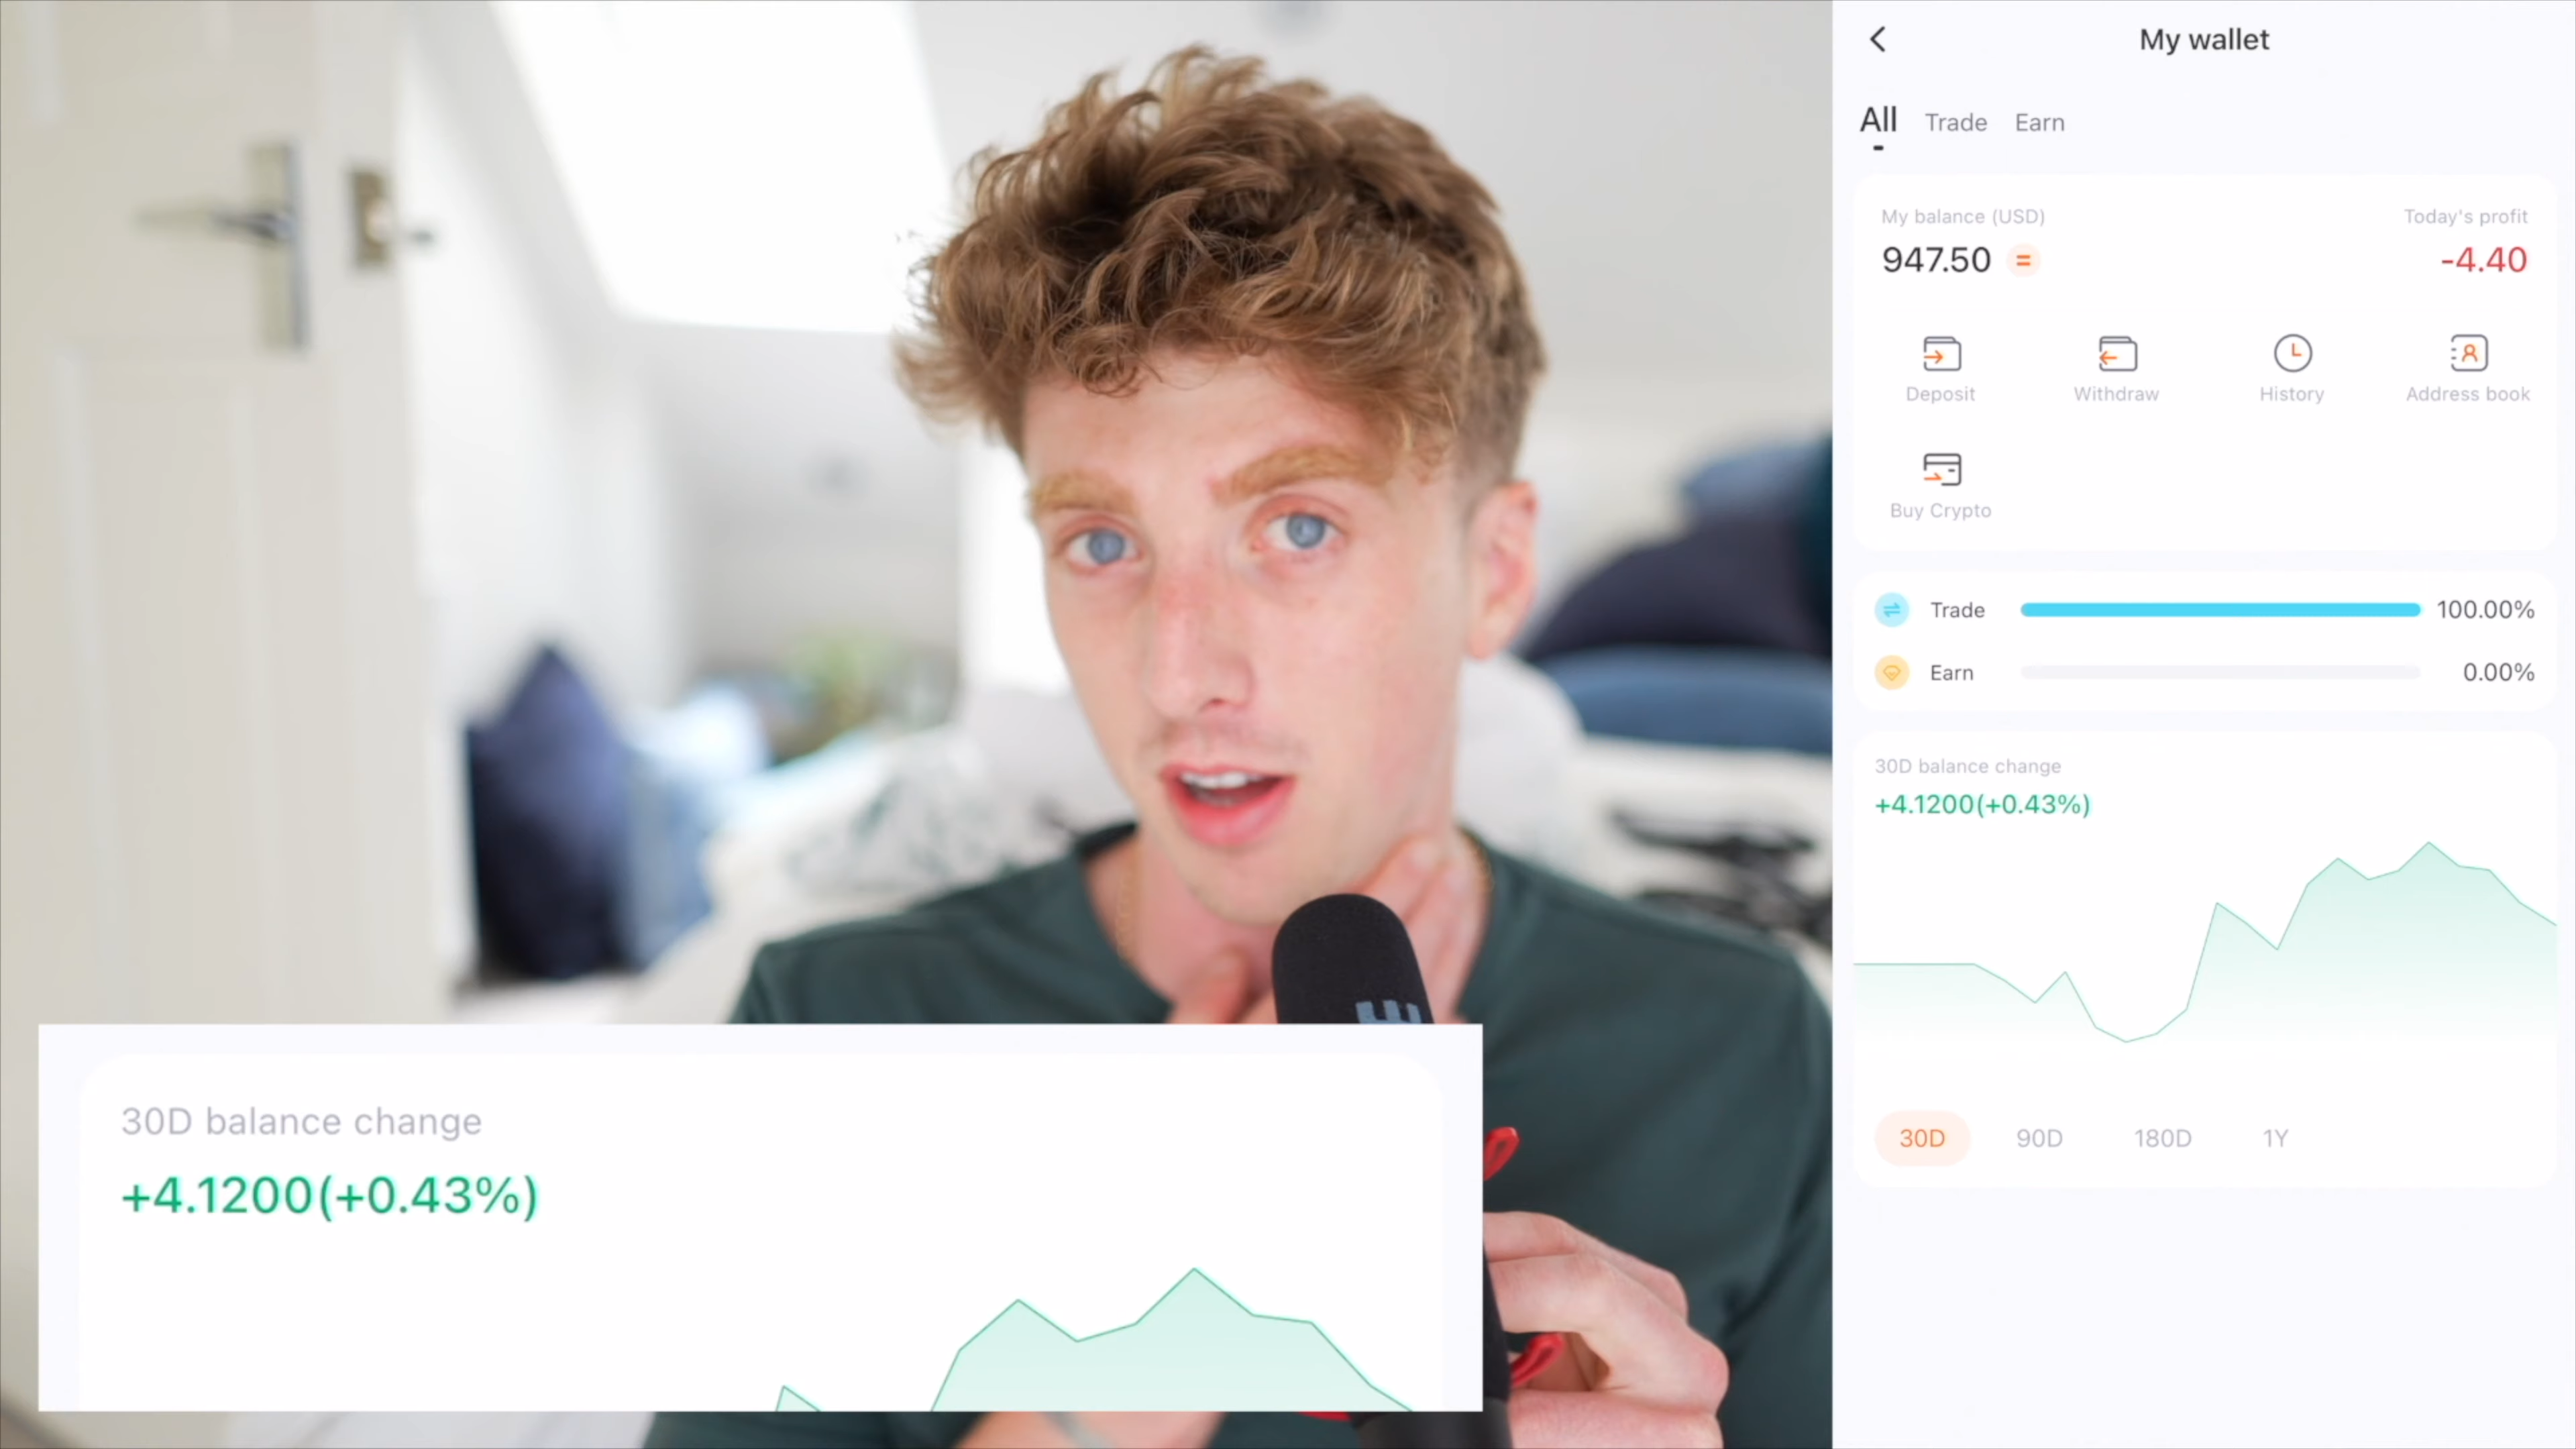 My wallet
All Trade Earn
My balance (USD) Today's profit
947.50 = -4.40
Deposit Withdraw History Address book
Buy Crypto
Trade 100.00%
Earn 0.00%
30D balance change
+4.1200(+0.43%)
30D 90D 180D 1Y
30D balance change
+4.1200(+0.43%)